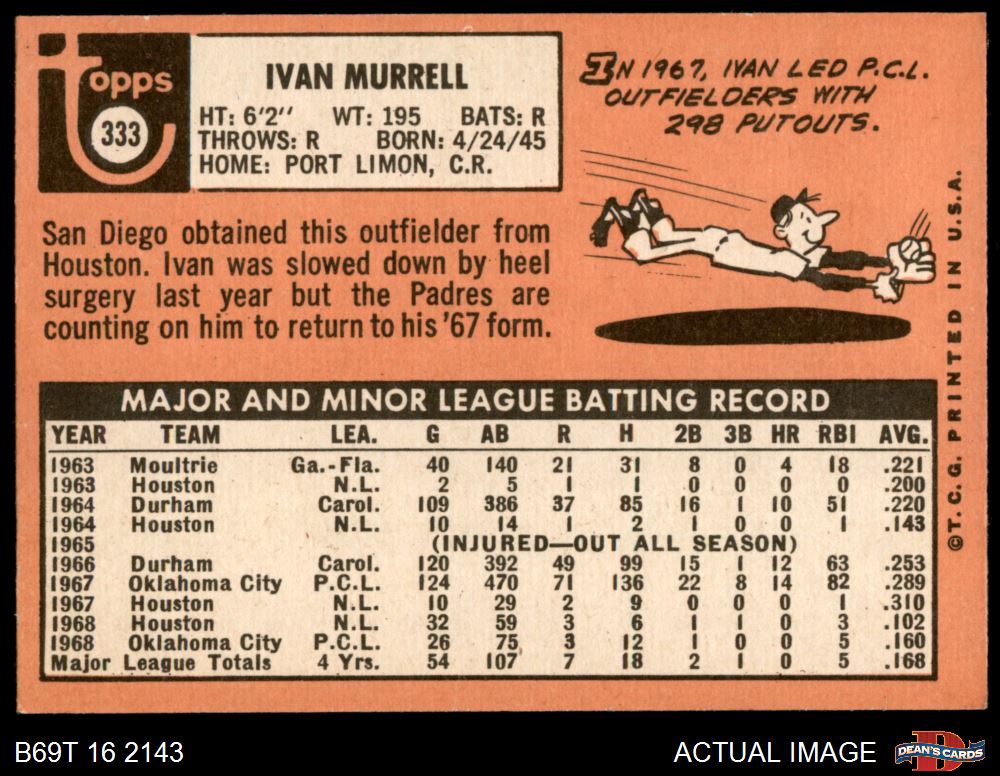 Topps
333
IVAN MURRELL
HT: 6'2" WT: 195 BATS: R
THROWS: R BORN: 4/24/45
HOME: PORT LIMON, C.R.
IN 1967, IVAN LED P.C.L.
OUTFIELDERS WITH
298 PUTOUTS.
San Diego obtained this outfielder from
Houston. Ivan was slowed down by heel
surgery last year but the Padres are
counting on him to return to his '67 form.
©T. C. G. PRINTED IN U.S.A.
MAJOR AND MINOR LEAGUE BATTING RECORD
YEAR TEAM LEA. G AB R H 2B 3B HR RBI AVG.
1963 Moultrie Ga.-Fla. 40 140 21 31 8 0 4 18 .221
1963 Houston N.L. 2 5 1 1 0 0 0 0 .200
1964 Durham Carol. 109 386 37 85 16 1 10 51 .220
1964 Houston N.L. 10 14 1 2 1 0 0 1 .143
1965 (INJURED—OUT ALL SEASON)
1966 Durham Carol. 120 392 49 99 15 1 12 63 .253
1967 Oklahoma City P.C.L. 124 470 71 136 22 8 14 82 .289
1967 Houston N.L. 10 29 2 9 0 0 0 1 .310
1968 Houston N.L. 32 59 3 6 1 1 0 3 .102
1968 Oklahoma City P.C.L. 26 75 3 12 1 0 0 5 .160
Major League Totals 4 Yrs. 54 107 7 18 2 1 0 5 .168
B69T 16 2143
ACTUAL IMAGE
D
DEAN'S CARDS